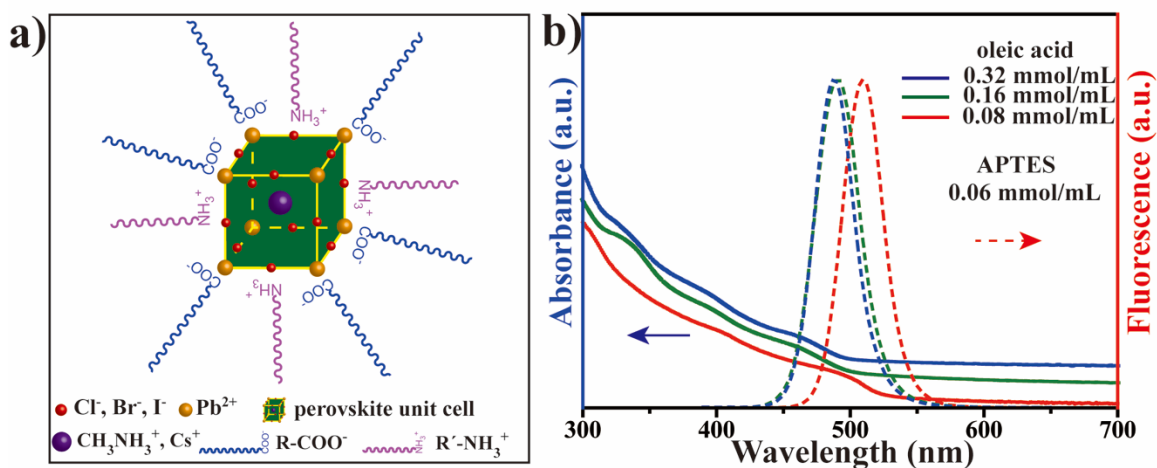 a)
COO⁻
NH₃⁺
COO⁻
COO⁻
NH₃⁺
NH₃⁺
COO⁻
COO⁻
NH₃⁺
COO⁻
Cl⁻, Br⁻, I⁻ Pb²⁺ perovskite unit cell
CH₃NH₃⁺, Cs⁺ COO⁻ R-COO⁻ NH₃⁺ R´-NH₃⁺
b)
Absorbance (a.u.)
Fluorescence (a.u.)
oleic acid
0.32 mmol/mL
0.16 mmol/mL
0.08 mmol/mL
APTES
0.06 mmol/mL
300 400 500 600 700
Wavelength (nm)